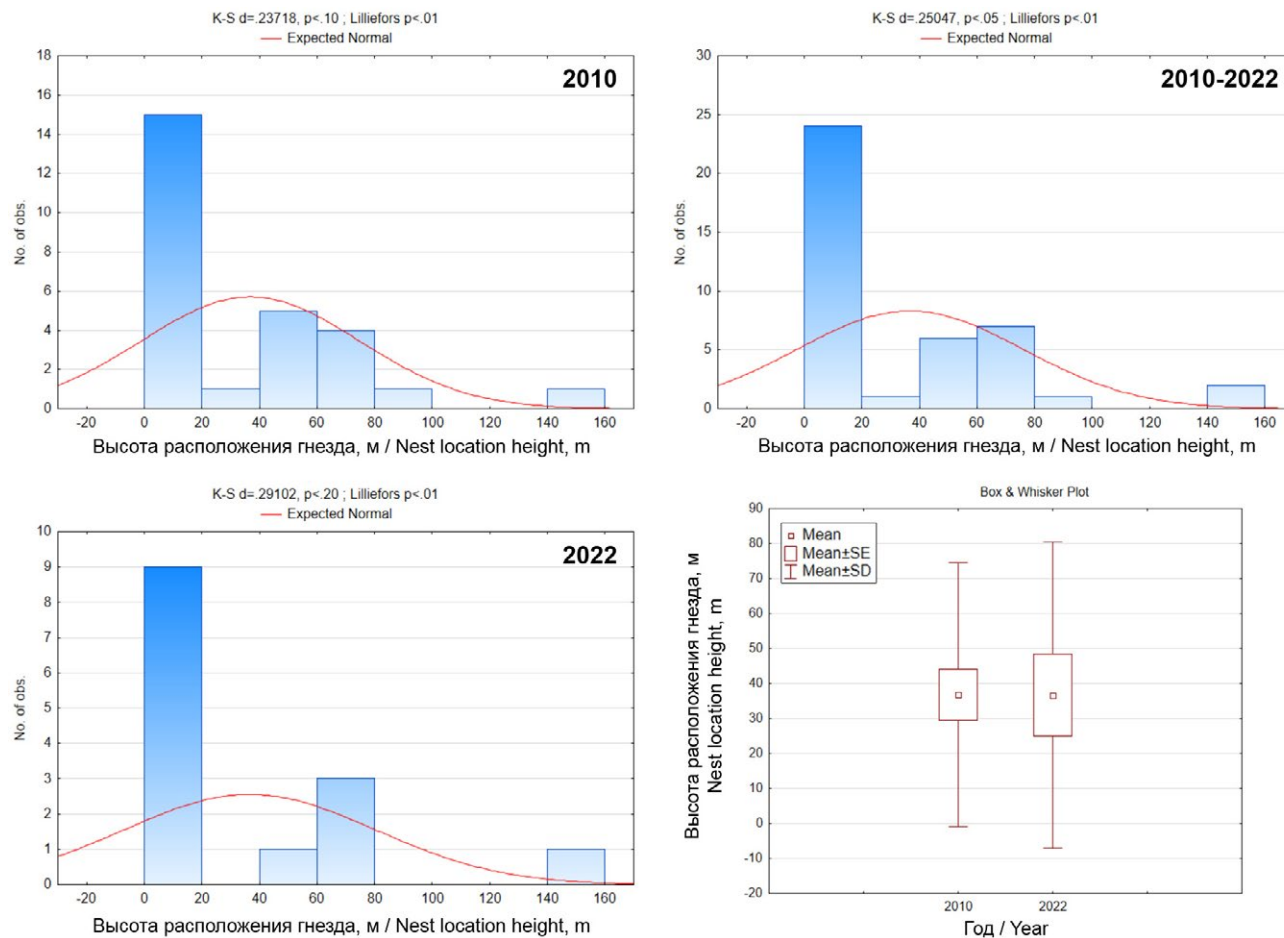 K-S d=.23718, p<.10 ; Lilliefors p<.01
Expected Normal
2010
18
16
14
12
10
8
6
4
2
0
No. of obs.
-20 0 20 40 60 80 100 120 140 160
Высота расположения гнезда, м / Nest location height, m
K-S d=.25047, p<.05 ; Lilliefors p<.01
Expected Normal
2010-2022
30
25
20
15
10
5
0
No. of obs.
-20 0 20 40 60 80 100 120 140 160
Высота расположения гнезда, м / Nest location height, m
K-S d=.29102, p<.20 ; Lilliefors p<.01
Expected Normal
2022
10
9
8
7
6
5
4
3
2
1
0
No. of obs.
-20 0 20 40 60 80 100 120 140 160
Высота расположения гнезда, м / Nest location height, m
Box & Whisker Plot
Mean
Mean±SE
Mean±SD
90
80
70
60
50
40
30
20
10
0
-10
-20
Высота расположения гнезда, м
Nest location height, m
2010 2022
Год / Year